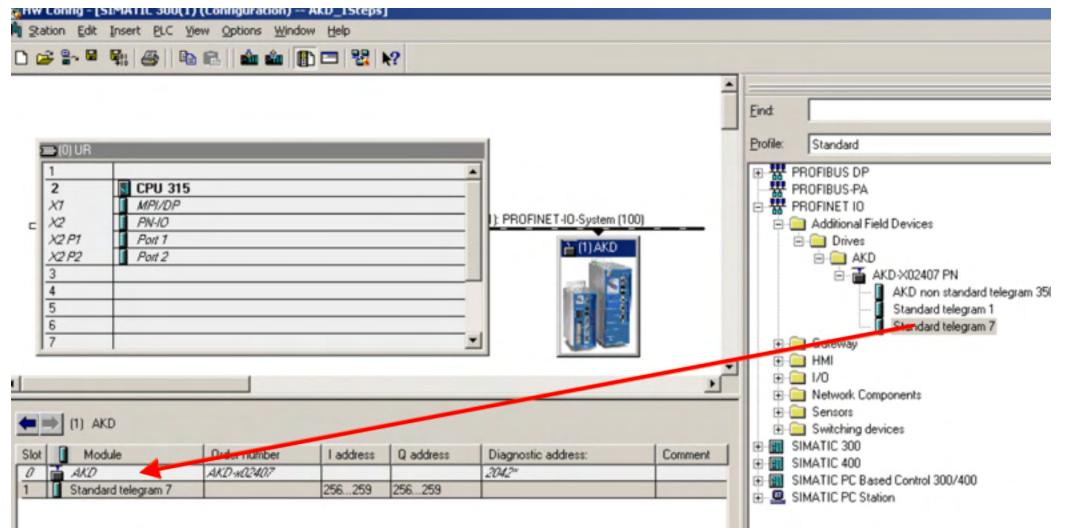 HW Config - [SIMATIC 300(1) (Configuration) -- AKD_1Steps]
Station Edit Insert PLC View Options Window Help
(0) UR
1
2 CPU 315
X1 MPI/DP
X2 PN-IO
X2 P1 Port 1
X2 P2 Port 2
3
4
5
6
7
): PROFINET-IO-System (100)
(1) AKD
Find:
Profile: Standard
PROFIBUS DP
PROFIBUS-PA
PROFINET IO
Additional Field Devices
Drives
AKD
AKD-X02407 PN
AKD non standard telegram 350
Standard telegram 1
Standard telegram 7
Gateway
HMI
I/O
Network Components
Sensors
Switching devices
SIMATIC 300
SIMATIC 400
SIMATIC PC Based Control 300/400
SIMATIC PC Station
(1) AKD
Slot Module Order number I address Q address Diagnostic address: Comment
0 AKD AKD-x02407 2042*
1 Standard telegram 7 256...259 256...259